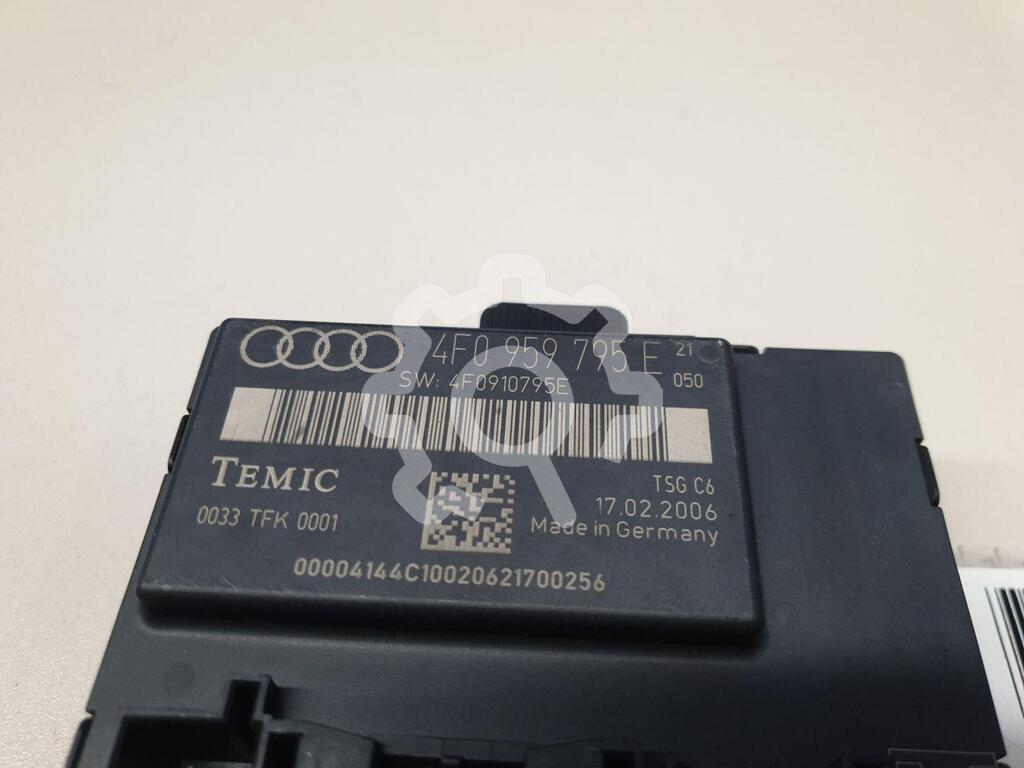 4F0 959 795 E 21
SW: 4F0910795E 050
TEMIC
TSG C6
0033 TFK 0001
17.02.2006
Made in Germany
00004144C10020621700256